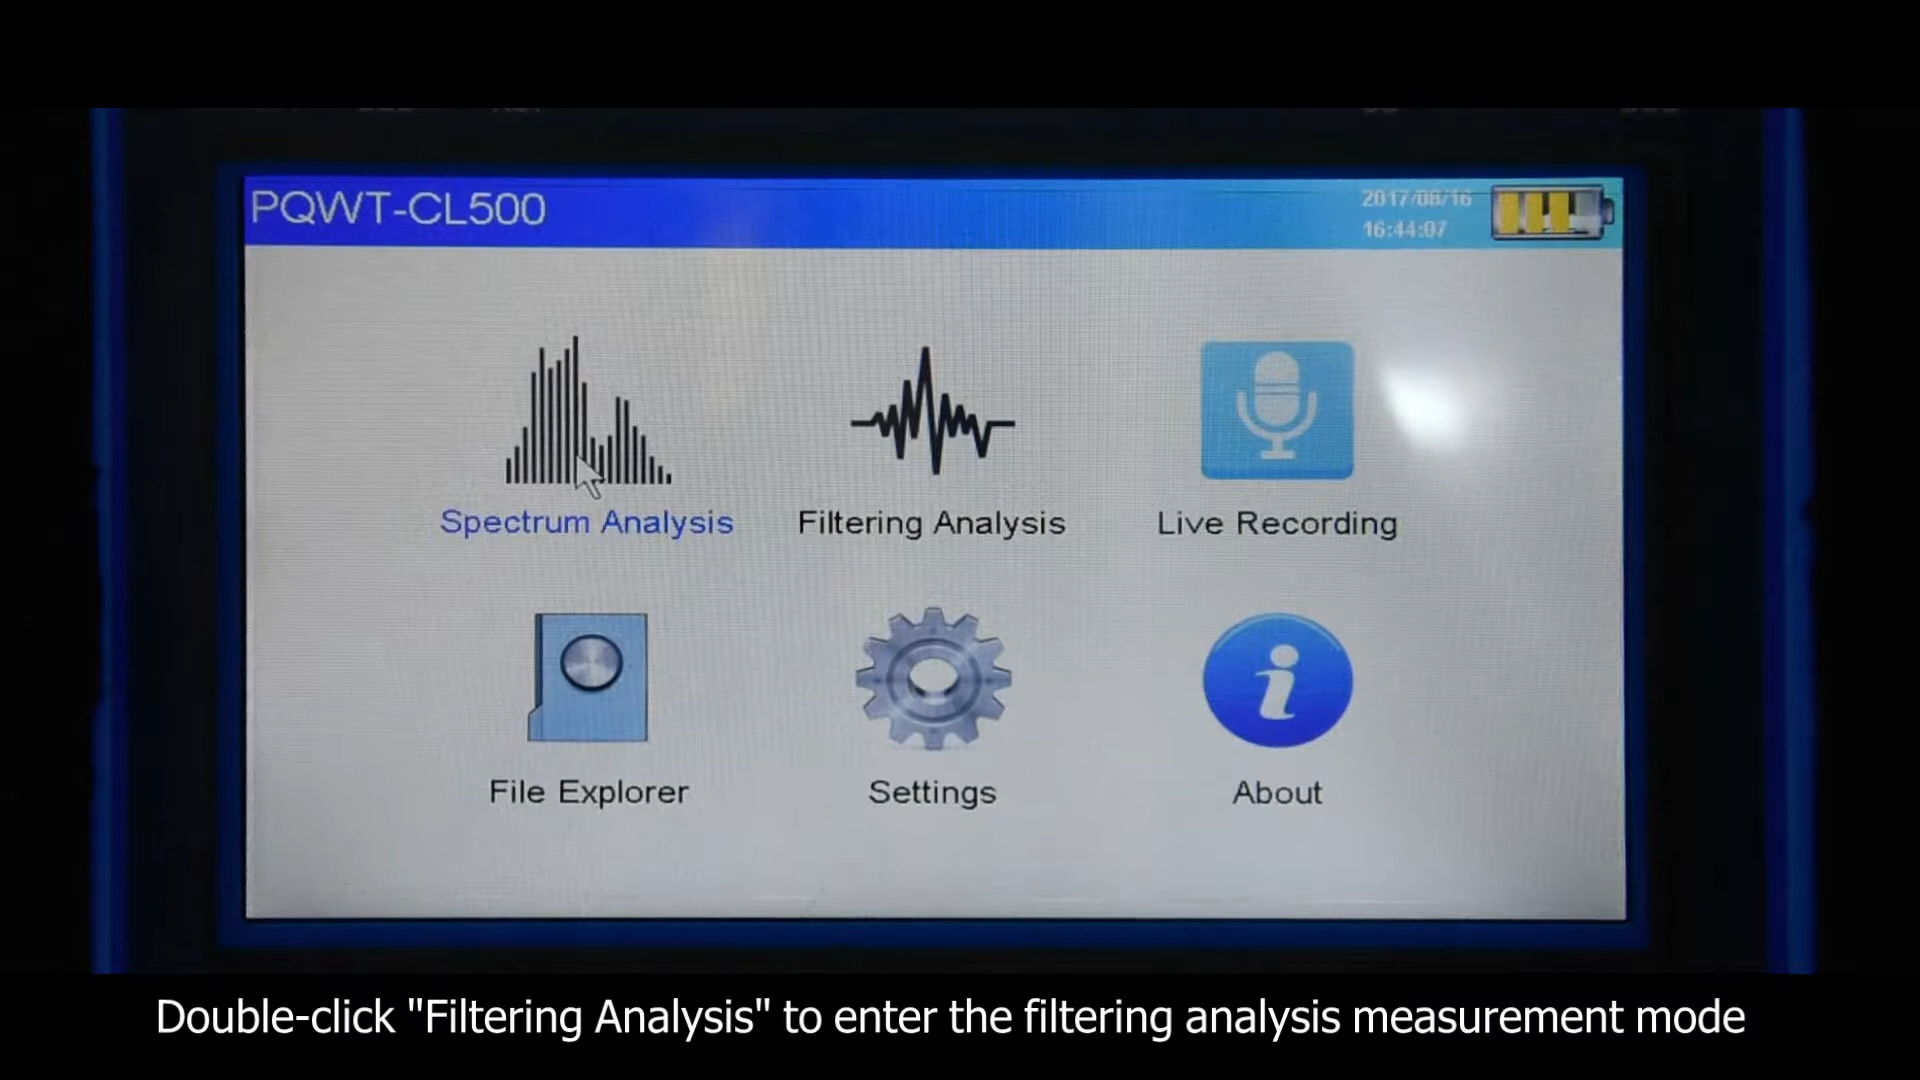 PQWT-CL500
2017/08/16
16:44:07
Spectrum Analysis
Filtering Analysis
Live Recording
File Explorer
Settings
About
Double-click "Filtering Analysis" to enter the filtering analysis measurement mode